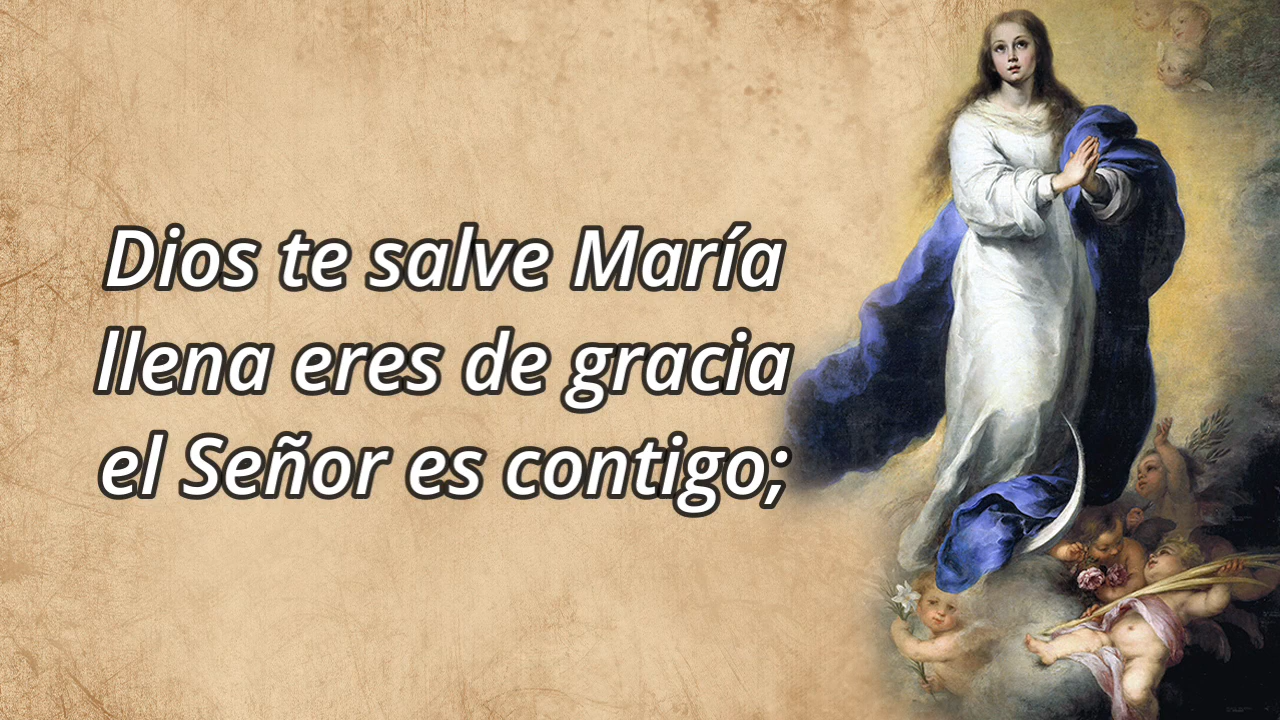 Dios te salve María
llena eres de gracia
el Señor es contigo;